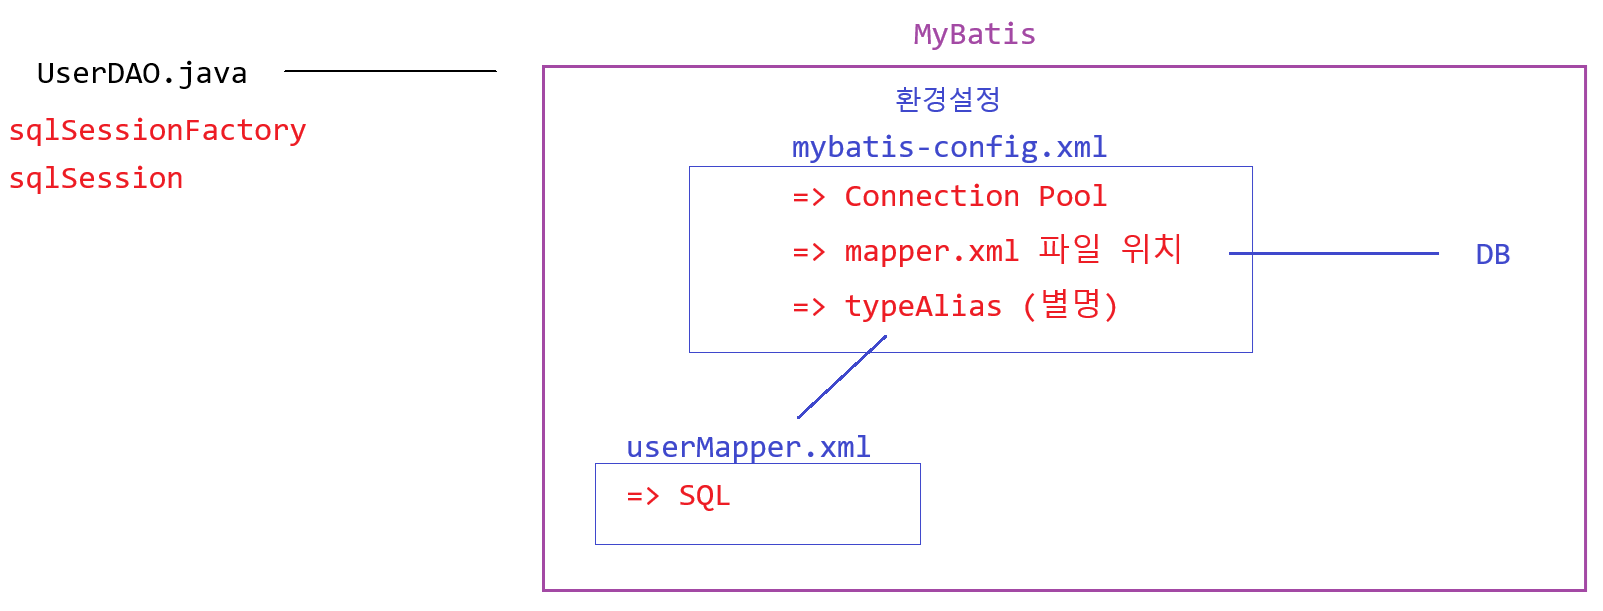 MyBatis
UserDAO.java
sqlSessionFactory
sqlSession
환경설정
mybatis-config.xml
=> Connection Pool
=> mapper.xml 파일 위치
=> typeAlias (별명)
DB
userMapper.xml
=> SQL